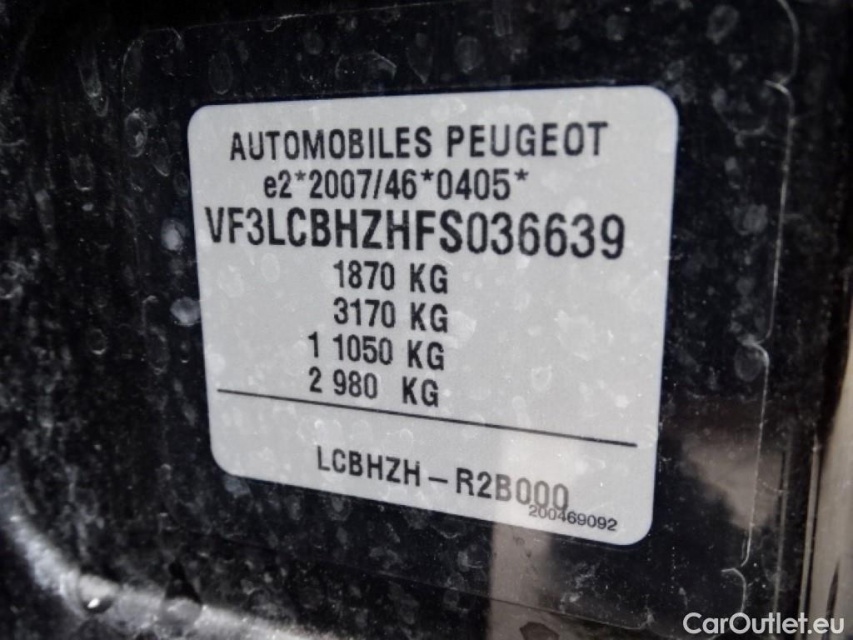 AUTOMOBILES PEUGEOT
e2*2007/46*0405*
VF3LCBHZHFS036639
1870 KG
3170 KG
1 1050 KG
2 980 KG
LCBHZH – R2B000
200469092
CarOutlet.eu